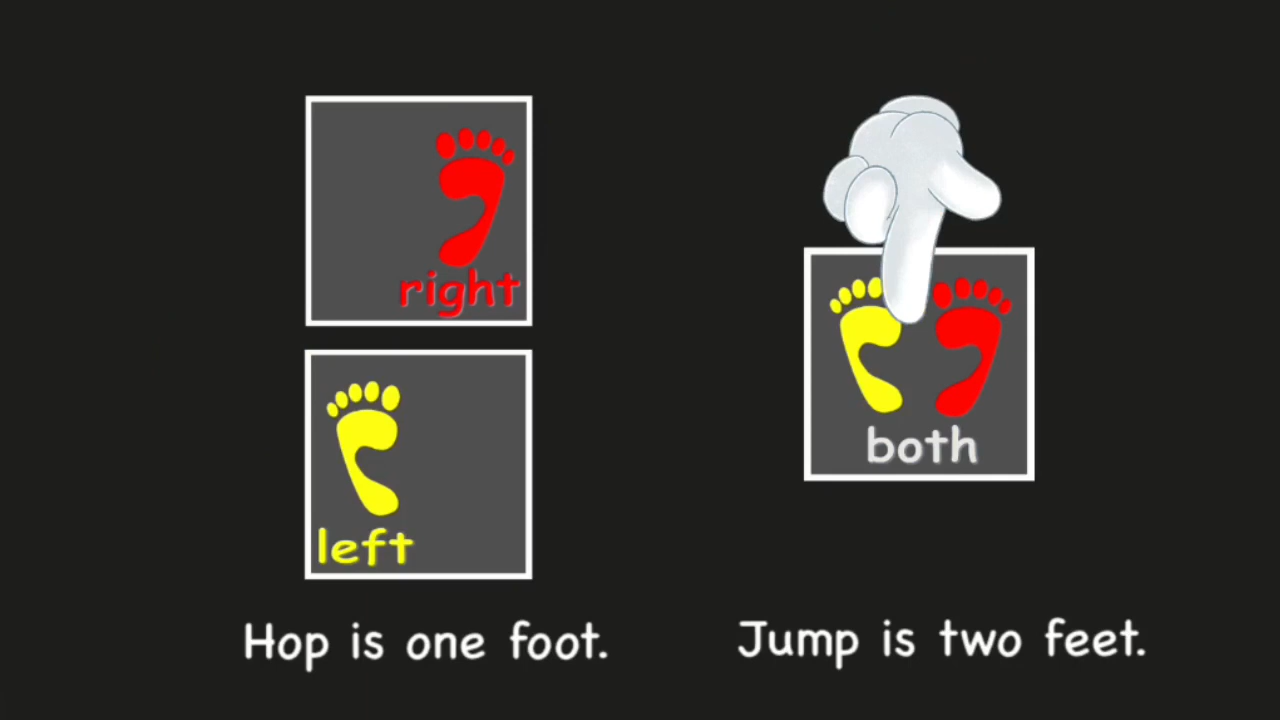 right
left
both
Hop is one foot.
Jump is two feet.